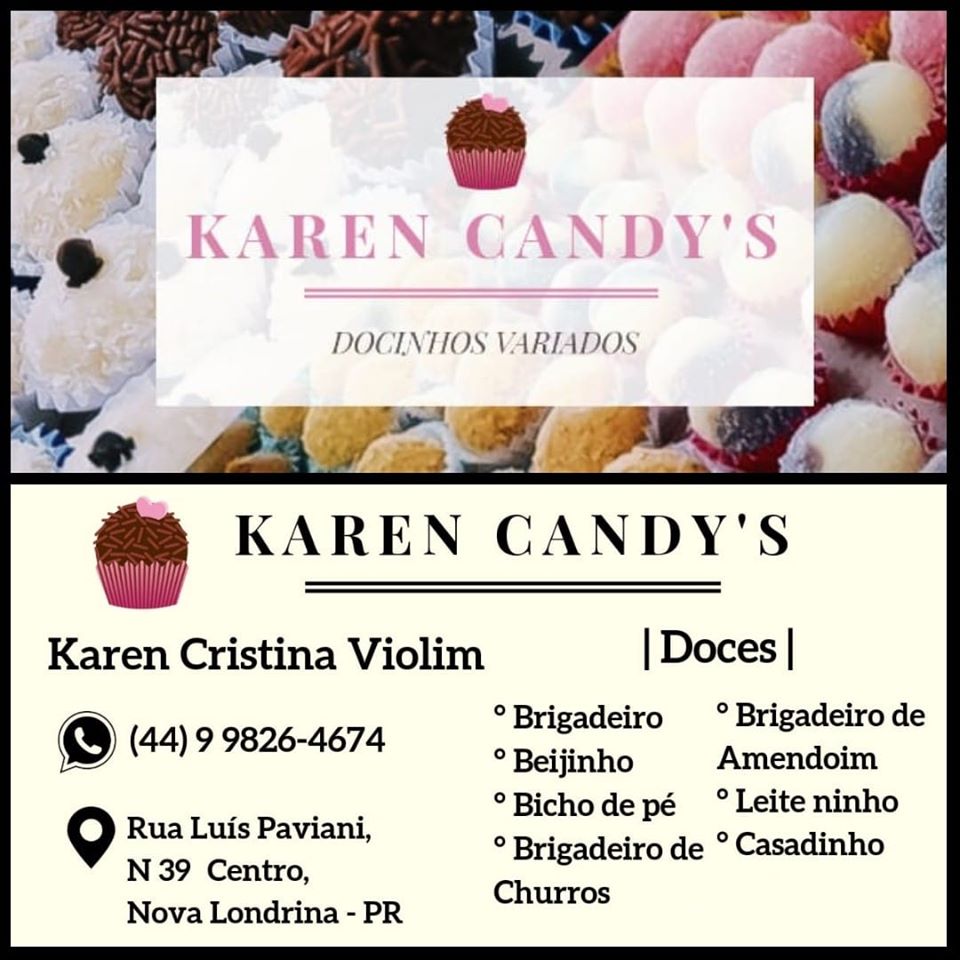 KAREN CANDY'S
DOCINHOS VARIADOS
KAREN CANDY'S
Karen Cristina Violim
(44) 9 9826-4674
Rua Luís Paviani,
N 39 Centro,
Nova Londrina - PR
| Doces |
° Brigadeiro
° Beijinho
° Bicho de pé
° Brigadeiro de
Churros
° Brigadeiro de
Amendoim
° Leite ninho
° Casadinho